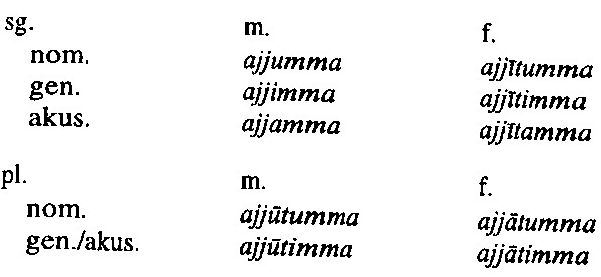 sg. m. f.
nom. ajjumma ajjītumma
gen. ajjimma ajjītimma
akus. ajjamma ajjītamma
pl. m. f.
nom. ajjūtumma ajjātumma
gen./akus. ajjūtimma ajjātimma